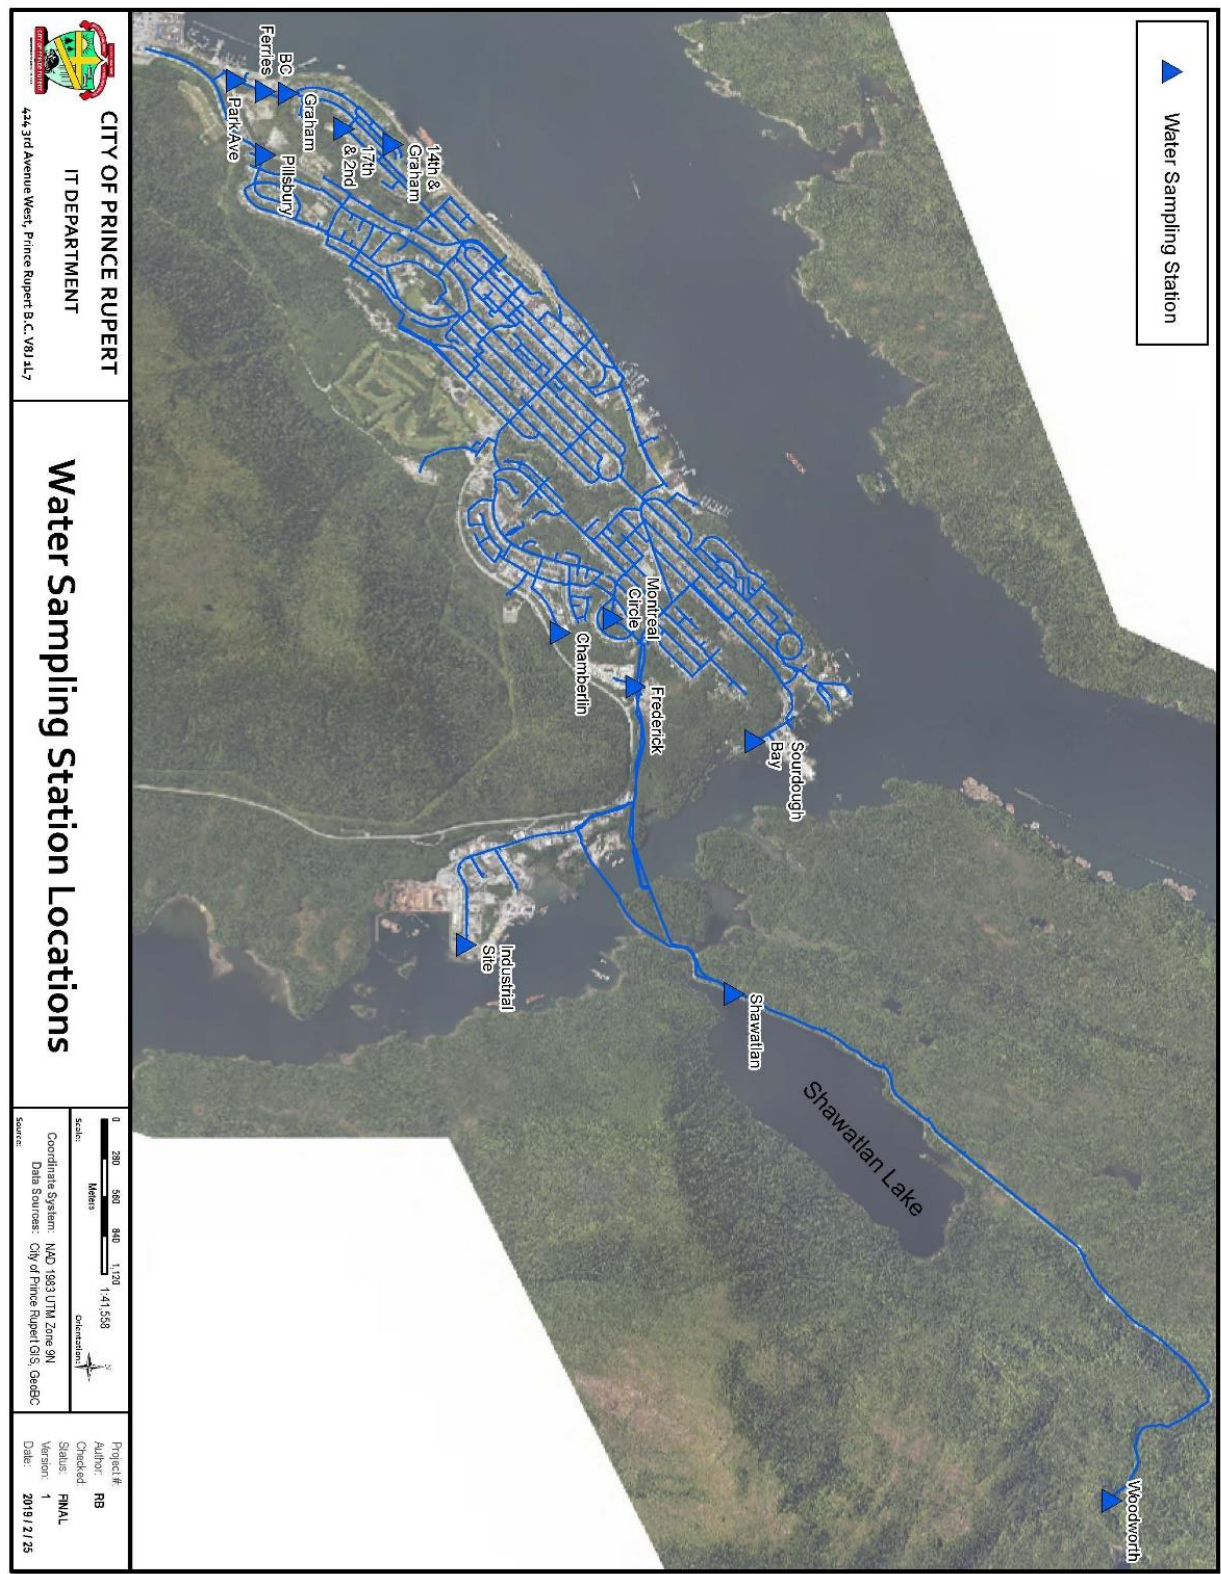 Water Sampling Station
BC
Ferries
Graham
Park Ave
Pillsbury
17th
& 2nd
14th &
Graham
Montreal
Circle
Chamberlin
Frederick
Sourdough
Bay
Industrial
Site
Shawatlan
Shawatlan Lake
Woodworth
CITY OF PRINCE RUPERT
IT DEPARTMENT
424 3rd Avenue West, Prince Rupert B.C. V8J 1L7
Water Sampling Station Locations
0 280 560 840 1,120
Meters
1:41,558
Scale:
Orientation:
N
Coordinate System: NAD 1983 UTM Zone 9N
Data Sources: City of Prince Rupert GIS, GeoBC
Source:
Project #:
Author: RB
Checked:
Status: FINAL
Version: 1
Date: 2019 / 2 / 25